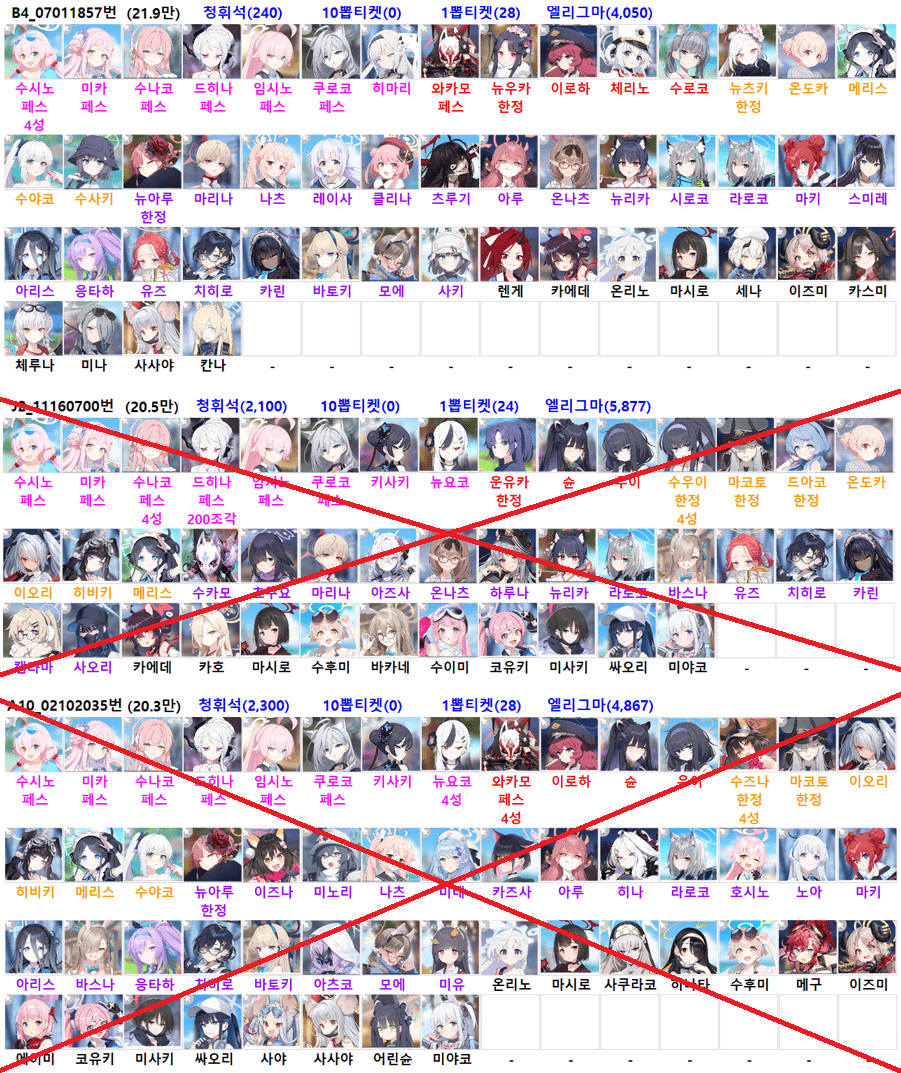 B4_07011857번 (21.9만) 청휘석(240) 10뽑티켓(0) 1뽑티켓(28) 엘리그마(4,050)
수시노 미카 수나코 드히나 임시노 쿠로코 히마리 와카모 뉴우카 이로하 체리노 수로코 뉴츠키 온도카 메리스
페스 페스 페스 페스 페스 페스 페스 한정 한정
4성
수야코 수사키 뉴아루 마리나 나츠 레이사 클리나 츠루기 아루 온나츠 뉴리카 시로코 라로코 마키 스미레
한정
아리스 응타하 유즈 치히로 카린 바토키 모에 사키 텐게 카에데 온리노 마시로 세나 이즈미 카스미
체루나 미나 사사야 칸나 - - - - - - - - - - -
J2_11160700번 (20.5만) 청휘석(2,100) 10뽑티켓(0) 1뽑티켓(24) 엘리그마(5,877)
수시노 미카 수나코 드히나 임시노 쿠로코 키사키 뉴요코 운유카 슌 우이 수우이 마코토 드아코 온도카
페스 페스 페스 페스 페스 페스 한정 한정 한정 한정
4성 200조각 4성
이오리 히비키 메리스 수카모 츠구요 마리나 아즈사 온나츠 하루나 뉴리카 라로코 바스나 유즈 치히로 카린
캠타마 사오리 카에데 카호 마시로 수후미 바카네 수이미 코유키 미사키 싸오리 미야코 - - -
A10_02102035번 (20.3만) 청휘석(2,300) 10뽑티켓(0) 1뽑티켓(28) 엘리그마(4,867)
수시노 미카 수나코 드히나 임시노 쿠로코 키사키 뉴요코 와카모 이로하 슌 우이 수즈나 마코토 이오리
페스 페스 페스 페스 페스 페스 4성 페스 한정 한정
4성 4성
히비키 메리스 수야코 뉴아루 이즈나 미노리 나츠 미네 카즈사 아루 히나 라로코 호시노 노아 마키
한정
아리스 바스나 응타하 치히로 바토키 아츠코 모에 미유 온리노 마시로 사쿠라코 히나타 수후미 메구 이즈미
에이미 코유키 미사키 싸오리 사야 사사야 어린슌 미야코 - - - - - - -